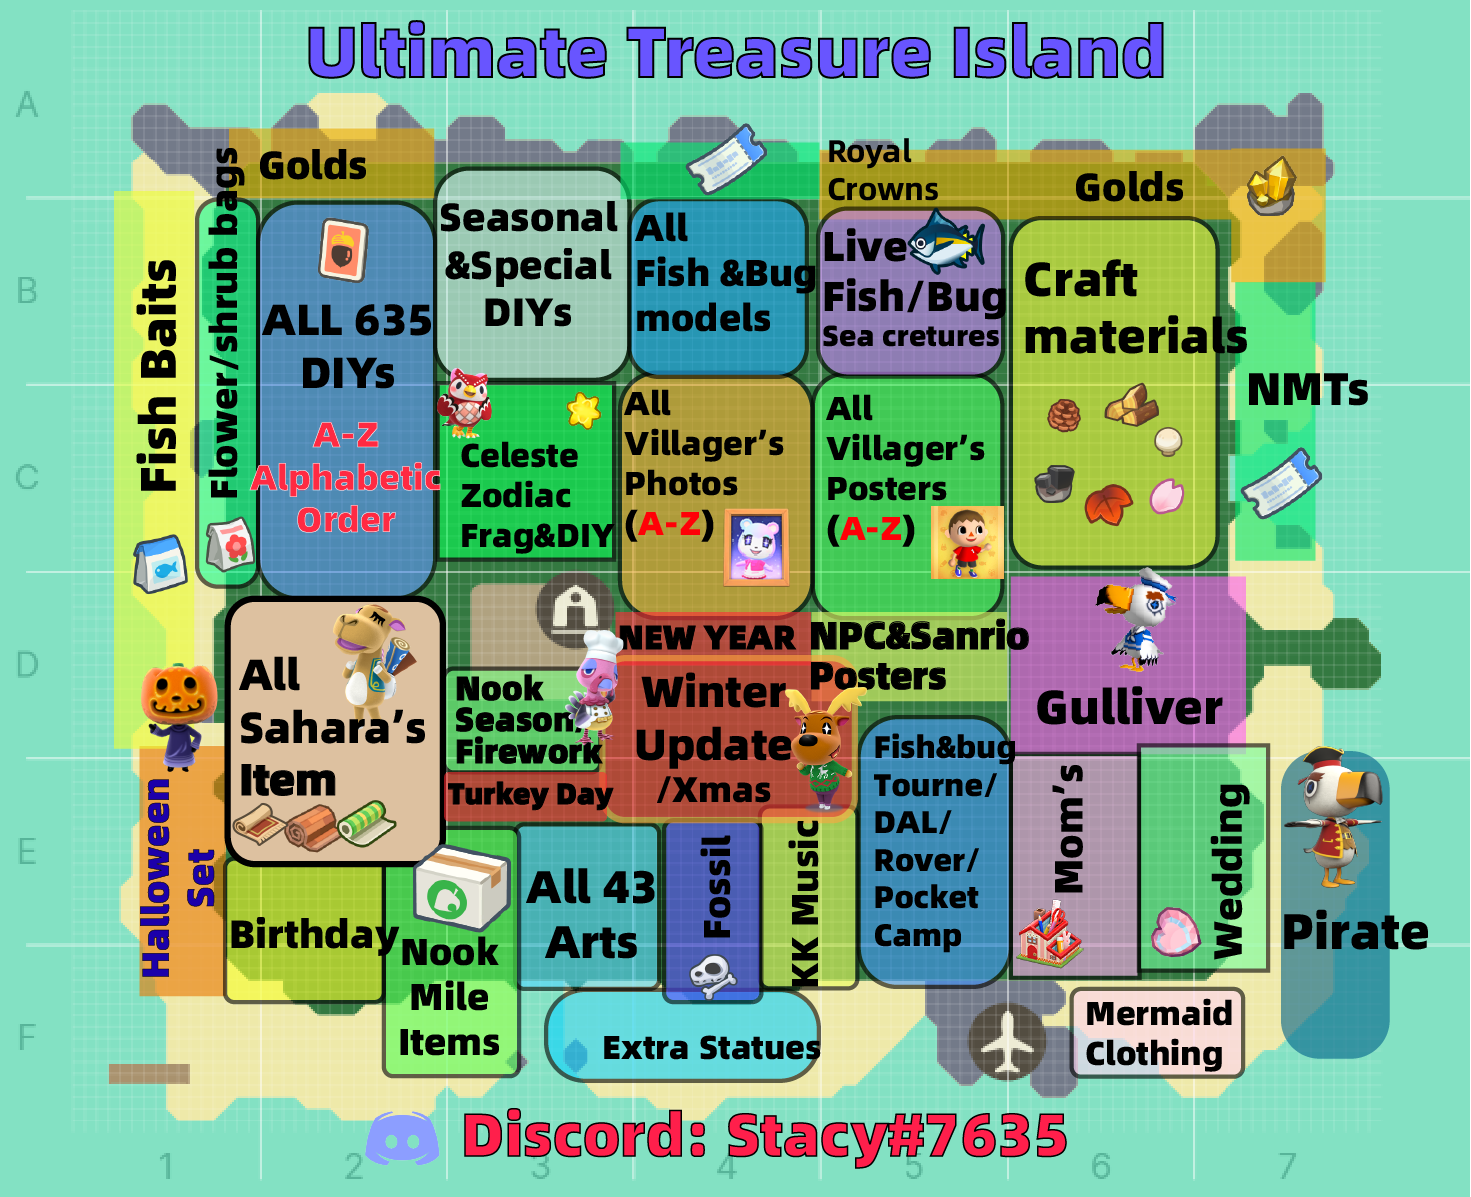 Ultimate Treasure Island
A
B
C
D
E
F
Golds
Royal
Crowns
Golds
Fish Baits
Flower/shrub bags
ALL 635
DIYs
A-Z
Alphabetic
Order
Seasonal
&Special
DIYs
All
Fish &Bug
models
Live
Fish/Bug
Sea cretures
Craft
materials
NMTs
Celeste
Zodiac
Frag&DIY
All
Villager’s
Photos
(A-Z)
All
Villager’s
Posters
(A-Z)
All
Sahara’s
Item
Nook
Season/
Firework
Turkey Day
NEW YEAR
Winter
Update
/Xmas
NPC&Sanrio
Posters
Gulliver
Fish&bug
Tourne/
DAL/
Rover/
Pocket
Camp
Mom’s
Wedding
Pirate
Halloween
Set
Birthday
Nook
Mile
Items
All 43
Arts
Fossil
KK Music
Extra Statues
Mermaid
Clothing
Discord: Stacy#7635
1 2 3 4 5 6 7